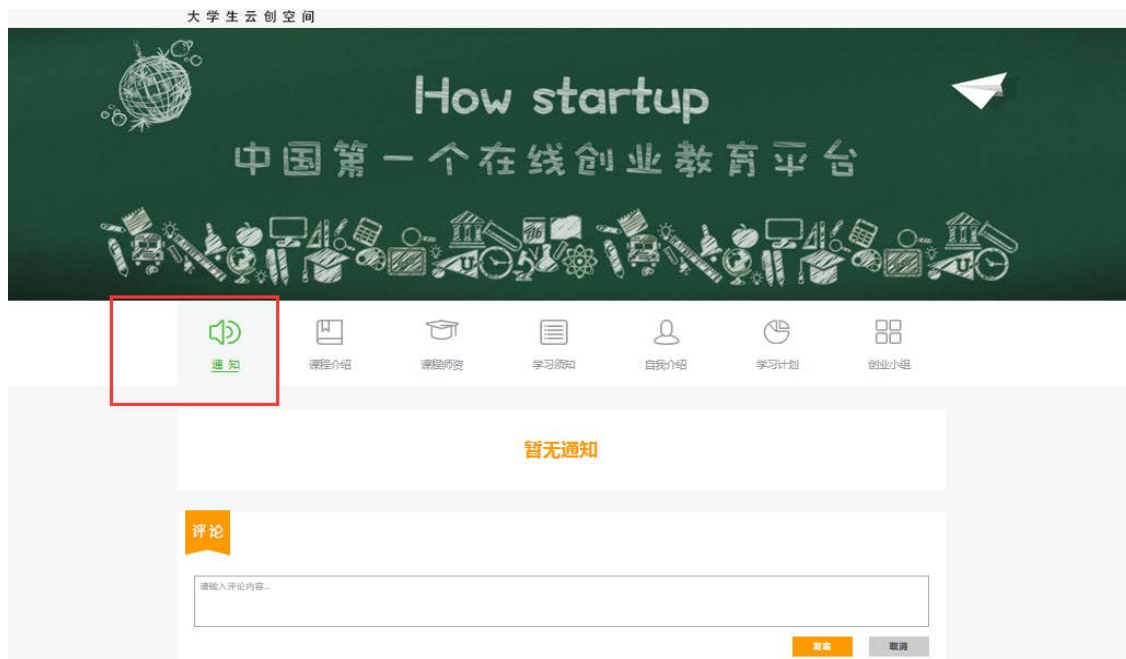 大学生云创空间
How startup
中国第一个在线创业教育平台
通 知
课程介绍
课程师资
学习须知
自我介绍
学习计划
创业小组
暂无通知
评论
请输入评论内容...
发表
取消